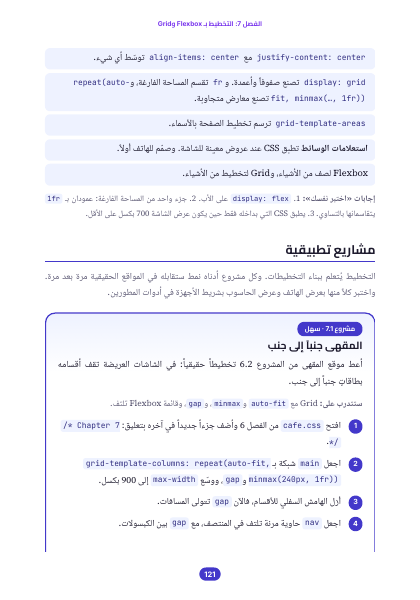 الفصل 7: التخطيط بـ Flexbox وGrid
justify-content: center مع align-items: center توسّط أي شيء.
display: grid تصنع صفوفاً وأعمدة. و fr تقسم المساحة الفارغة، و repeat(auto-
fit, minmax(…, 1fr)) تصنع معارض متجاوبة.
grid-template-areas ترسم تخطيط الصفحة بالأسماء.
استعلامات الوسائط تطبق CSS عند عروض معينة للشاشة. وصمّم للهاتف أولاً.
Flexbox لصف من الأشياء، وGrid لتخطيط من الأشياء.
إجابات «اختبر نفسك»: 1. display: flex على الأب. 2. جزء واحد من المساحة الفارغة: عمودان بـ 1fr
يتقاسمانها بالتساوي. 3. يطبق CSS التي بداخله فقط حين يكون عرض الشاشة 700 بكسل على الأقل.
مشاريع تطبيقية
التخطيط يُتعلم ببناء التخطيطات. وكل مشروع أدناه نمط ستقابله في المواقع الحقيقية مرة بعد مرة.
واختبر كلاً منها بعرض الهاتف وعرض الحاسوب بشريط الأجهزة في أدوات المطورين.
مشروع 7.1 · سهل
المقهى جنباً إلى جنب
أعط موقع المقهى من المشروع 6.2 تخطيطاً حقيقياً: في الشاشات العريضة تقف أقسامه
بطاقاتٍ جنباً إلى جنب.
ستتدرب على: Grid مع auto-fit و minmax، و gap، وقائمة Flexbox تلتف.
1 افتح cafe.css من الفصل 6 وأضف جزءاً جديداً في آخره بتعليق: /* Chapter 7
*/.
2 اجعل main شبكة بـ grid-template-columns: repeat(auto-fit,
minmax(240px, 1fr)) و gap، ووسّع max-width إلى 900 بكسل.
3 أزل الهامش السفلي للأقسام، فالآن gap تتولى المسافات.
4 اجعل nav حاوية مرنة تلتف في المنتصف، مع gap بين الكبسولات.
121